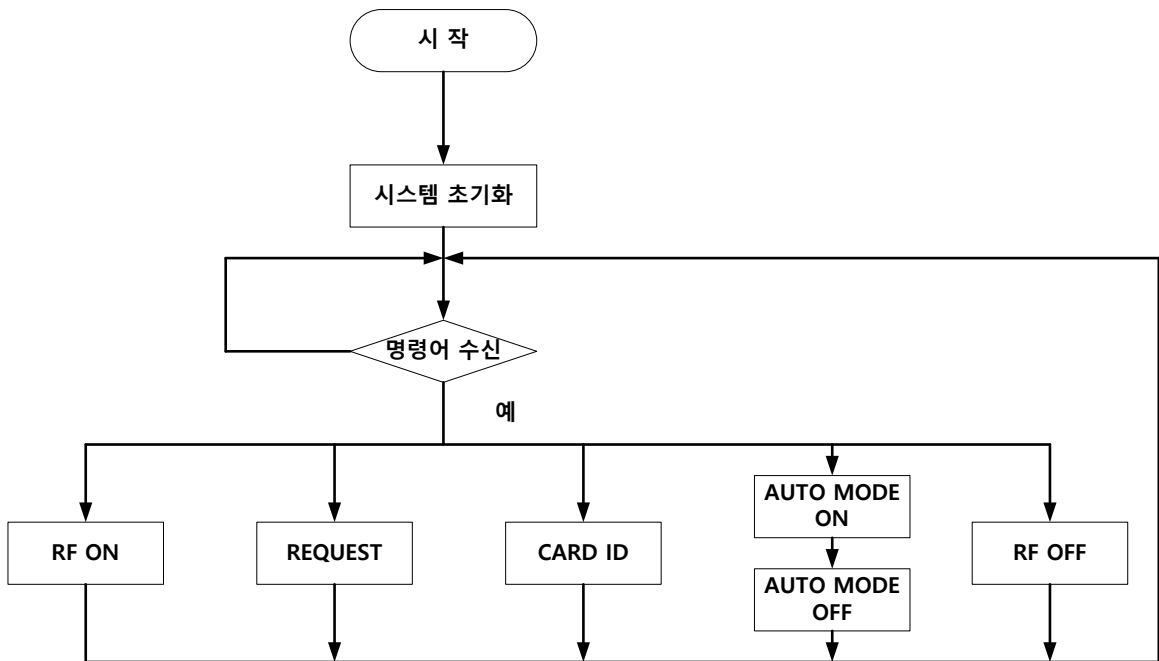 시 작
시스템 초기화
명령어 수신
예
RF ON
REQUEST
CARD ID
AUTO MODE
ON
AUTO MODE
OFF
RF OFF